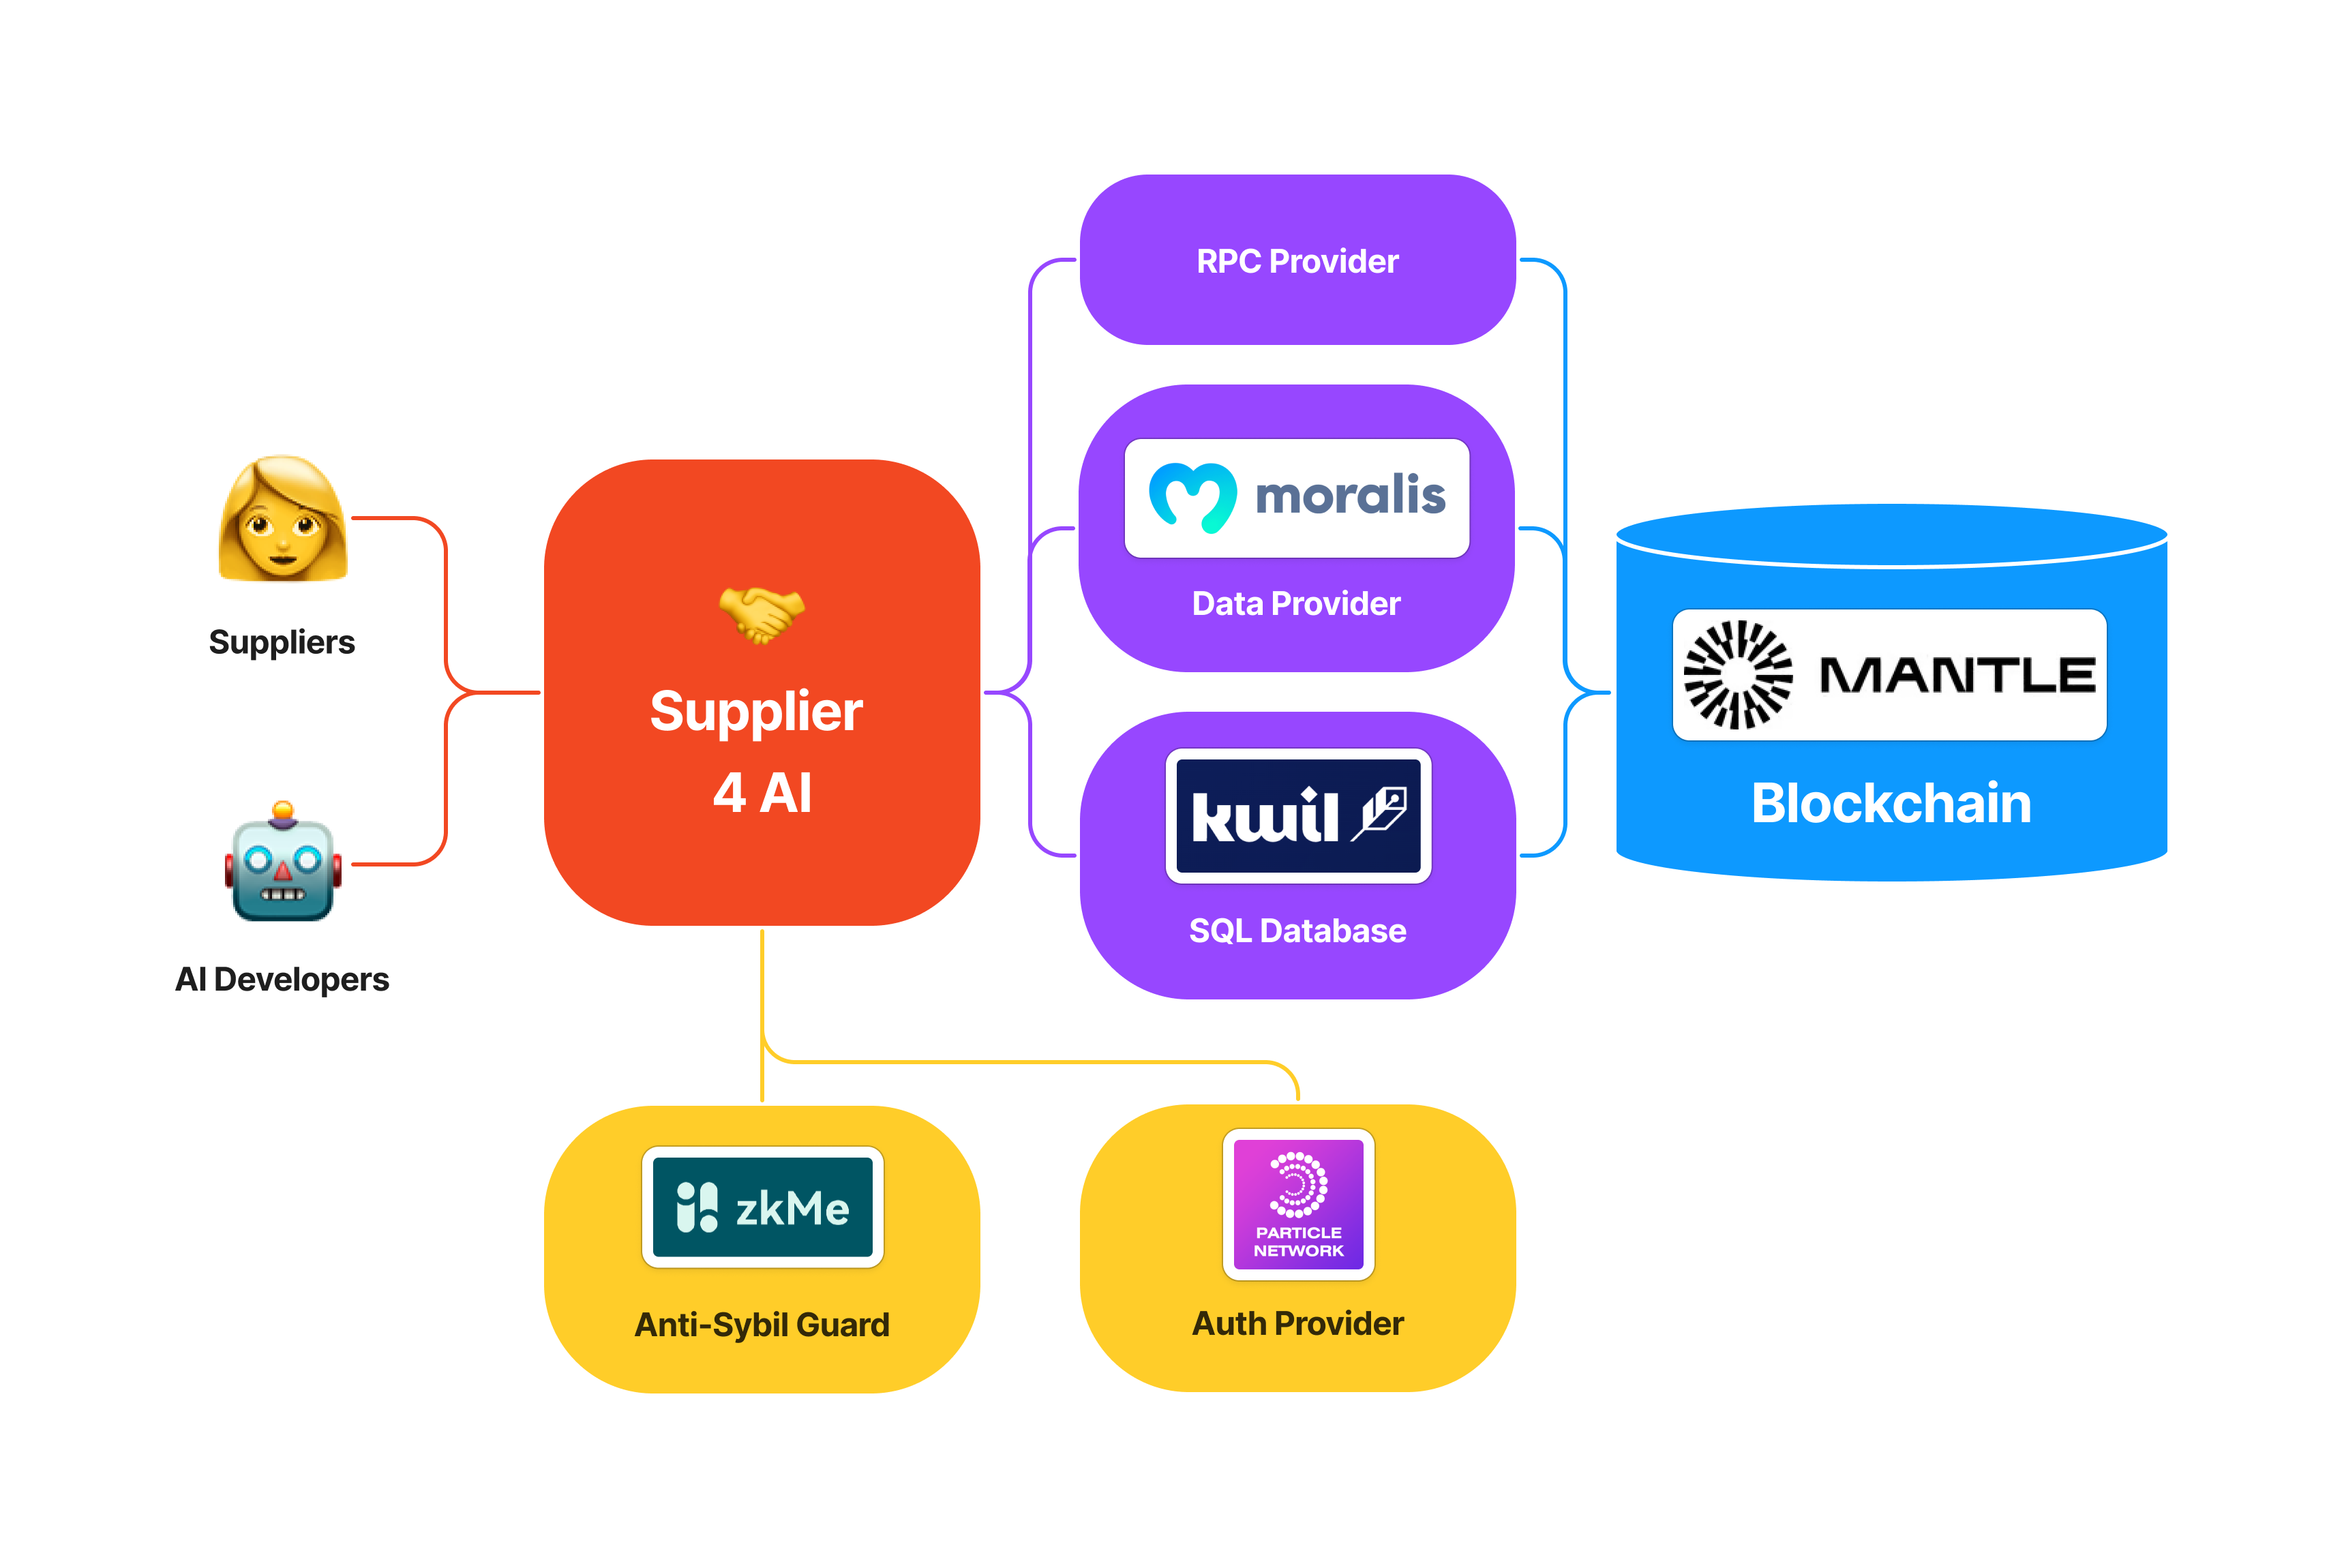 Suppliers
AI Developers
Supplier
4 AI
RPC Provider
moralis
Data Provider
kwil
SQL Database
MANTLE
Blockchain
zkMe
Anti-Sybil Guard
PARTICLE
NETWORK
Auth Provider